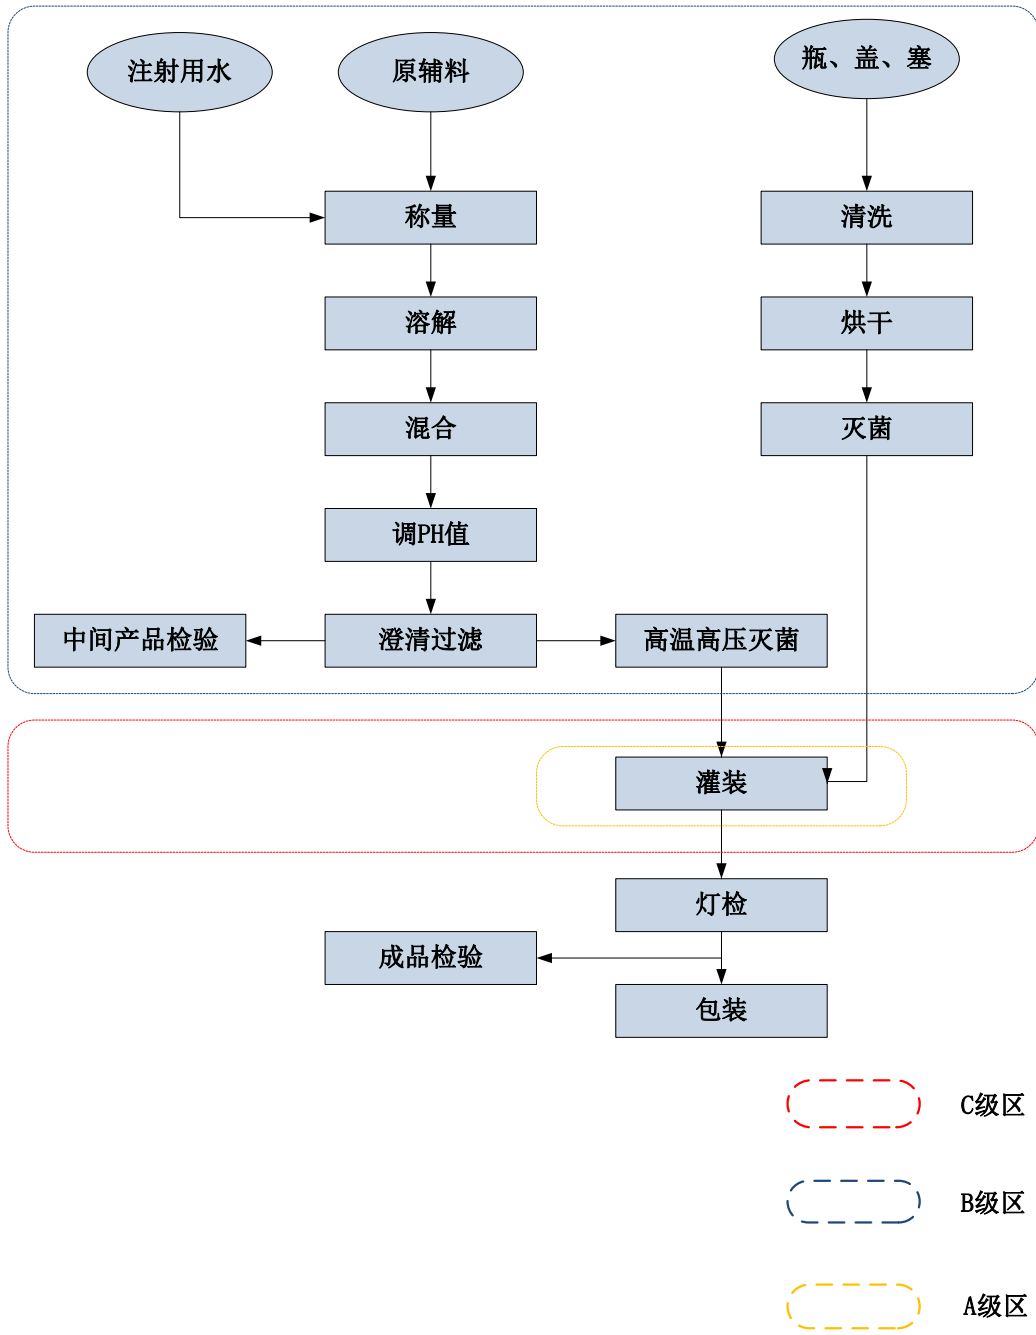 注射用水
原辅料
瓶、盖、塞
称量
清洗
溶解
烘干
混合
灭菌
调PH值
中间产品检验
澄清过滤
高温高压灭菌
灌装
灯检
成品检验
包装
C级区
B级区
A级区